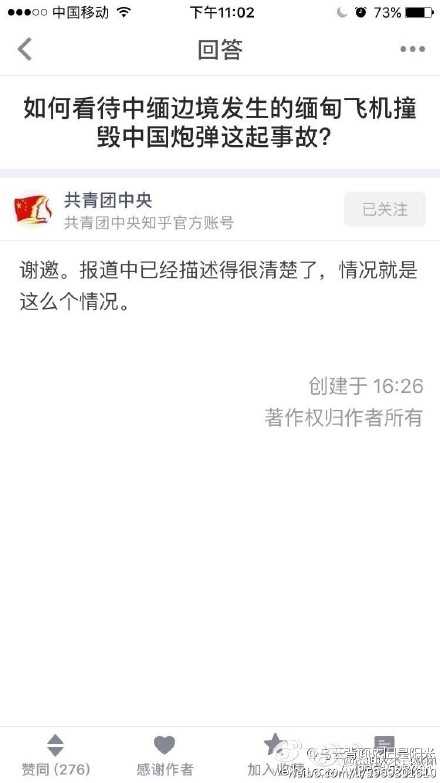 中国移动 下午11:02 73%
回答
如何看待中缅边境发生的缅甸飞机撞
毁中国炮弹这起事故?
共青团中央
共青团中央知乎官方账号
已关注
谢邀。报道中已经描述得很清楚了，情况就是
这么个情况。
创建于 16:26
著作权归作者所有
赞同 (276) 感谢作者 加入收藏